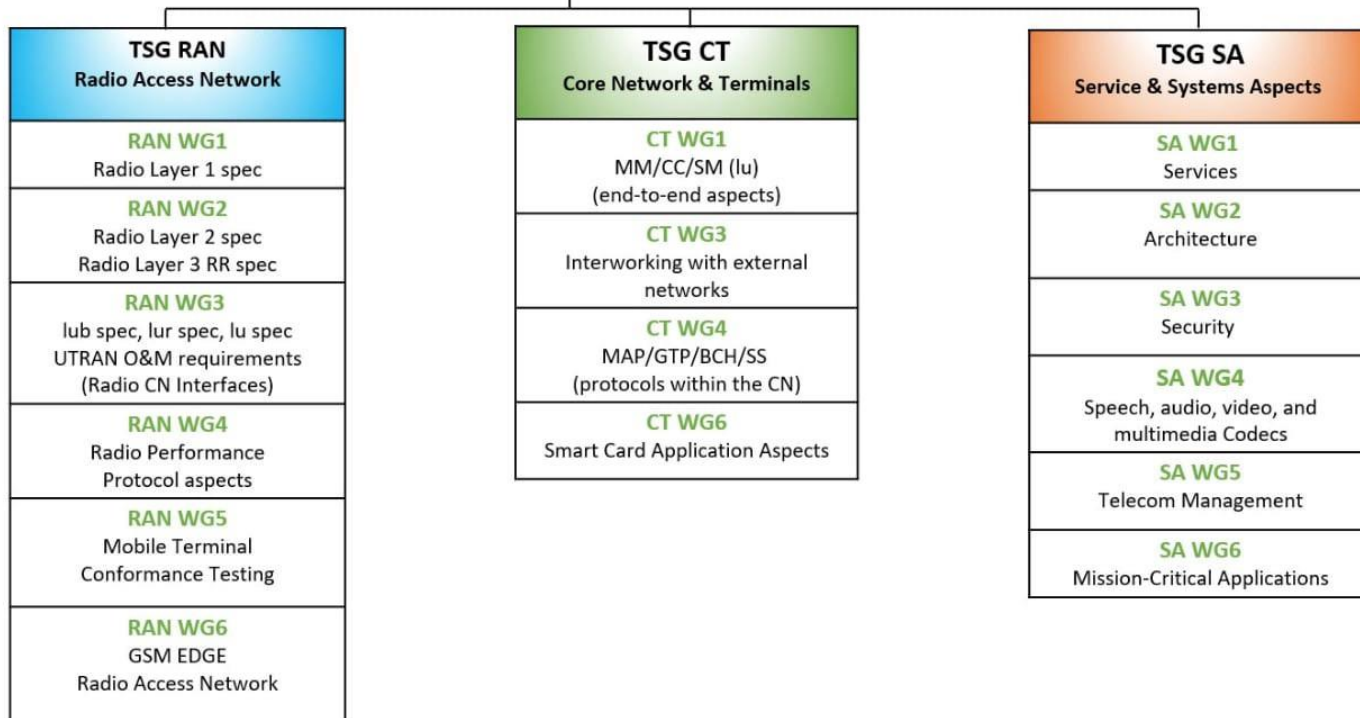 TSG RAN
Radio Access Network
RAN WG1
Radio Layer 1 spec
RAN WG2
Radio Layer 2 spec
Radio Layer 3 RR spec
RAN WG3
lub spec, lur spec, lu spec
UTRAN O&M requirements
(Radio CN Interfaces)
RAN WG4
Radio Performance
Protocol aspects
RAN WG5
Mobile Terminal
Conformance Testing
RAN WG6
GSM EDGE
Radio Access Network
TSG CT
Core Network & Terminals
CT WG1
MM/CC/SM (lu)
(end-to-end aspects)
CT WG3
Interworking with external
networks
CT WG4
MAP/GTP/BCH/SS
(protocols within the CN)
CT WG6
Smart Card Application Aspects
TSG SA
Service & Systems Aspects
SA WG1
Services
SA WG2
Architecture
SA WG3
Security
SA WG4
Speech, audio, video, and
multimedia Codecs
SA WG5
Telecom Management
SA WG6
Mission-Critical Applications